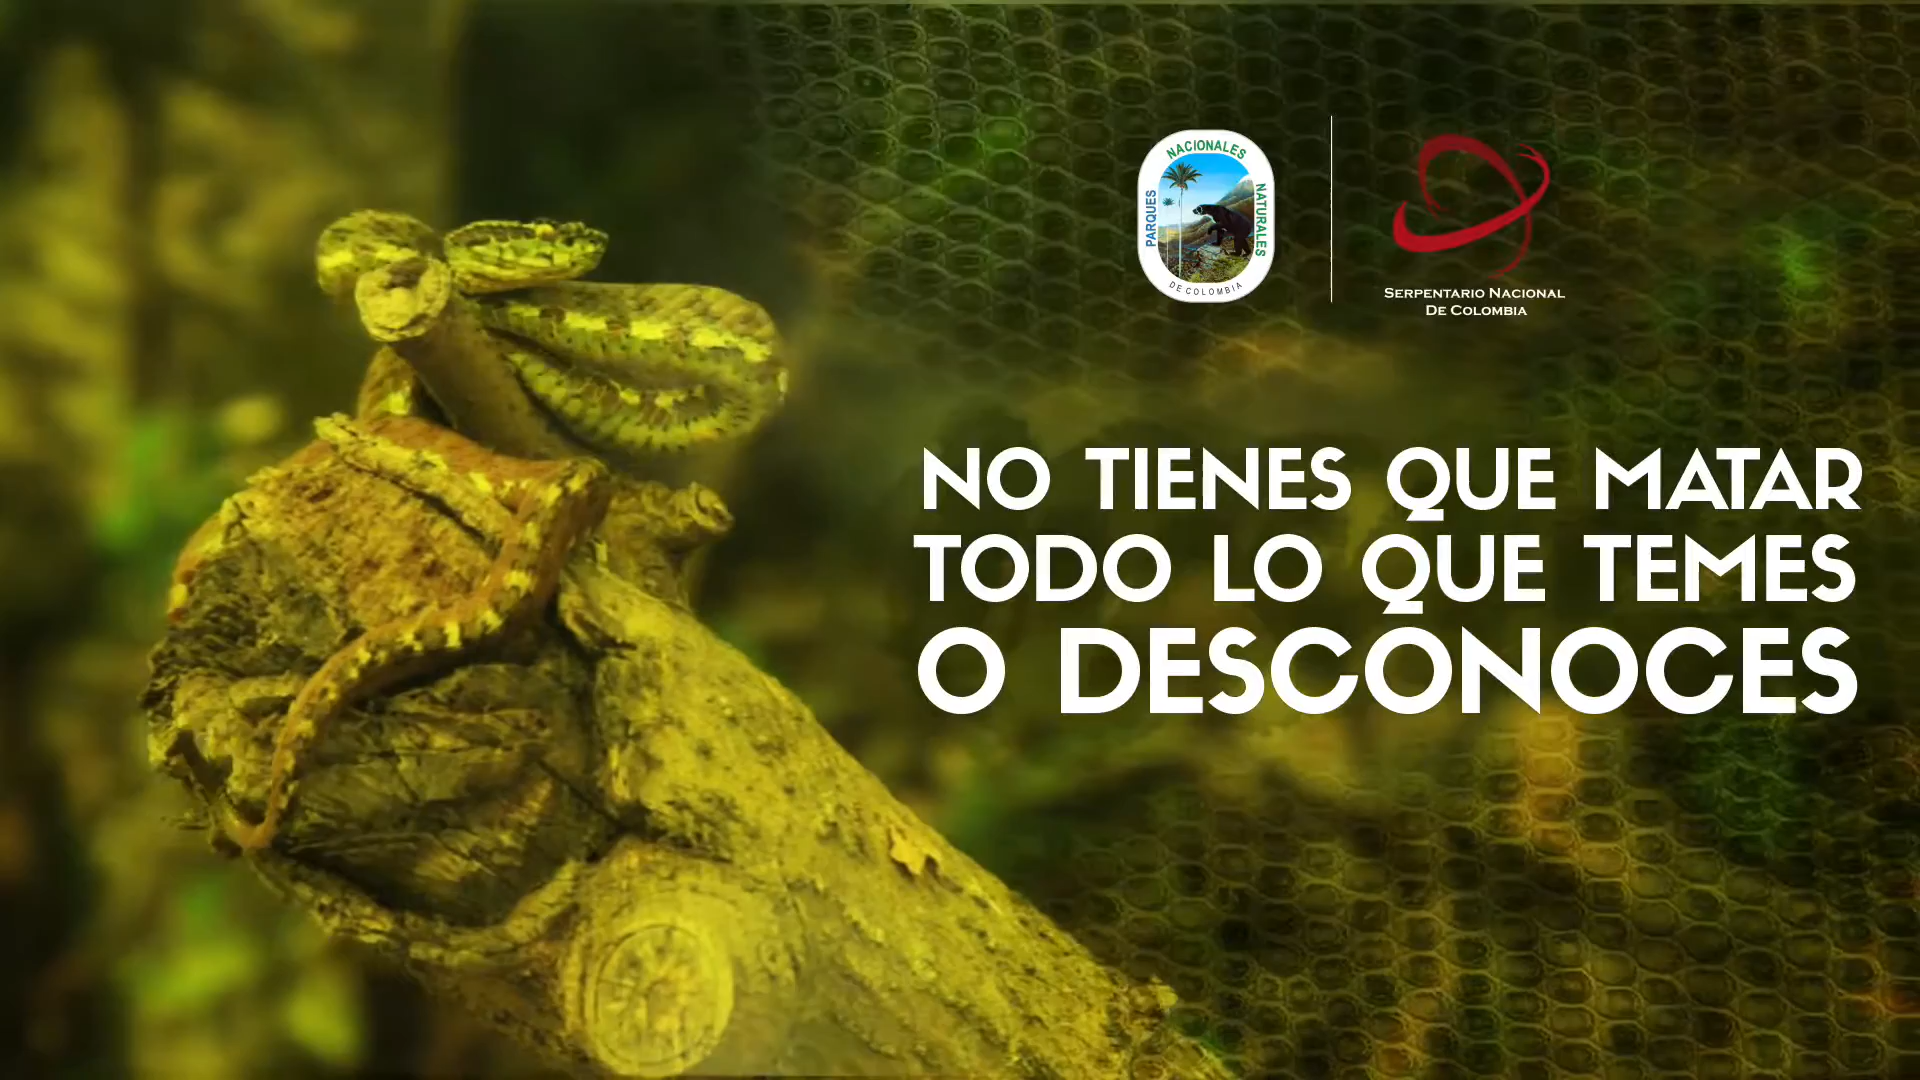 PARQUES
NACIONALES
NATURALES
DE COLOMBIA
SERPENTARIO NACIONAL
DE COLOMBIA
NO TIENES QUE MATAR
TODO LO QUE TEMES
O DESCONOCES